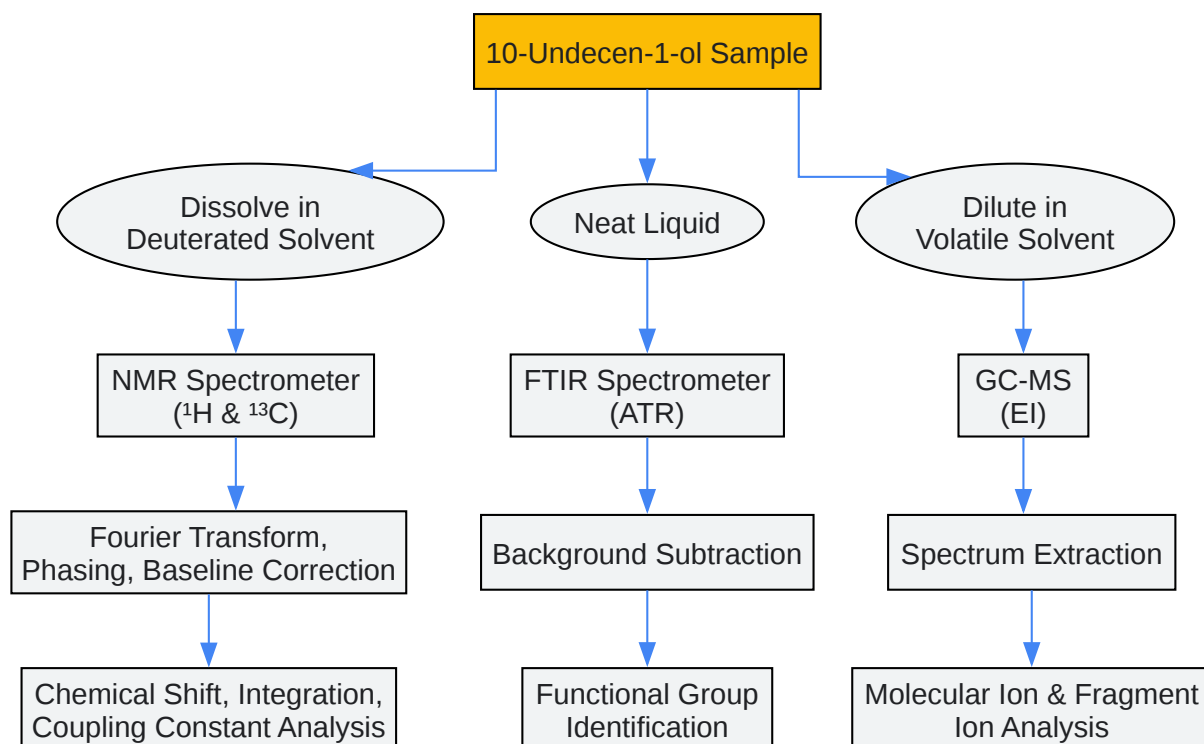 10-Undecen-1-ol Sample
Dissolve in
Deuterated Solvent
Neat Liquid
Dilute in
Volatile Solvent
NMR Spectrometer
(¹H & ¹³C)
FTIR Spectrometer
(ATR)
GC-MS
(EI)
Fourier Transform,
Phasing, Baseline Correction
Background Subtraction
Spectrum Extraction
Chemical Shift, Integration,
Coupling Constant Analysis
Functional Group
Identification
Molecular Ion & Fragment
Ion Analysis